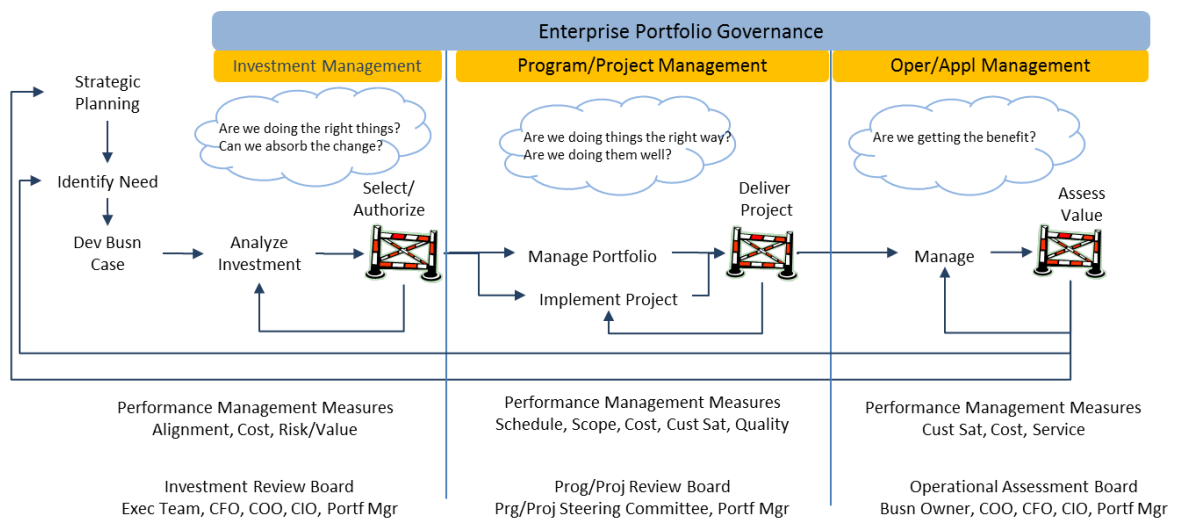 Enterprise Portfolio Governance
Investment Management
Program/Project Management
Oper/Appl Management
Strategic
Planning
Identify Need
Dev Busn
Case
Are we doing the right things?
Can we absorb the change?
Analyze
Investment
Select/
Authorize
Are we doing things the right way?
Are we doing them well?
Manage Portfolio
Implement Project
Deliver
Project
Are we getting the benefit?
Manage
Assess
Value
Performance Management Measures
Alignment, Cost, Risk/Value
Performance Management Measures
Schedule, Scope, Cost, Cust Sat, Quality
Performance Management Measures
Cust Sat, Cost, Service
Investment Review Board
Exec Team, CFO, COO, CIO, Portf Mgr
Prog/Proj Review Board
Prg/Proj Steering Committee, Portf Mgr
Operational Assessment Board
Busn Owner, COO, CFO, CIO, Portf Mgr